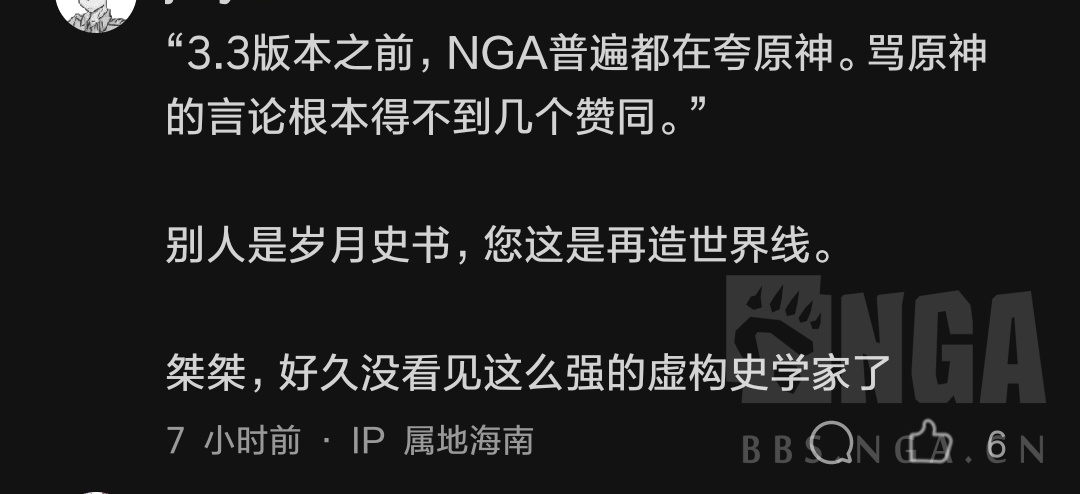 “3.3版本之前，NGA普遍都在夸原神。骂原神
的言论根本得不到几个赞同。”
别人是岁月史书，您这是再造世界线。
桀桀，好久没看见这么强的虚构史学家了
7 小时前 · IP 属地海南
6
NGA
BBS.NGA.CN